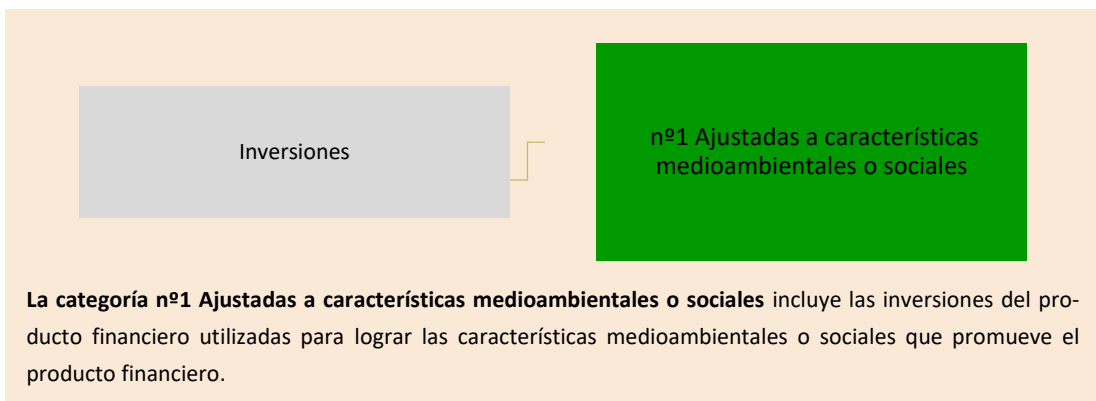 Inversiones
nº1 Ajustadas a características
medioambientales o sociales
La categoría nº1 Ajustadas a características medioambientales o sociales incluye las inversiones del pro-
ducto financiero utilizadas para lograr las características medioambientales o sociales que promueve el
producto financiero.